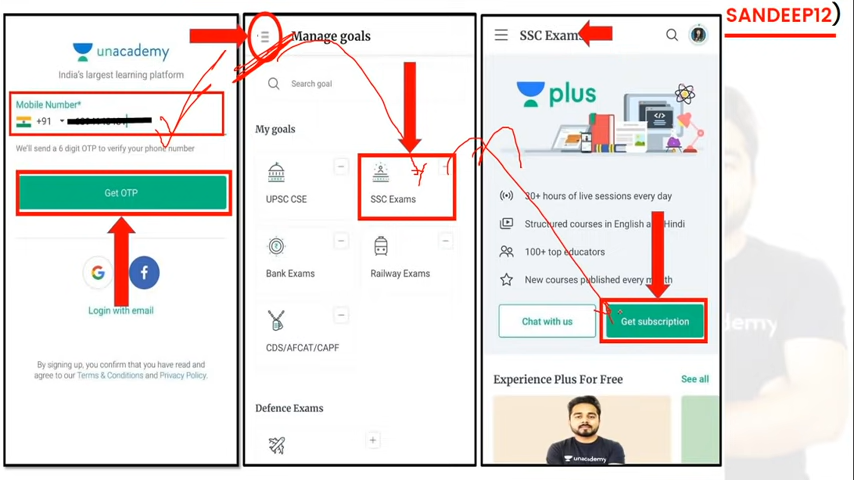 SANDEEP12)
unacademy
India's largest learning platform
Mobile Number*
+91
We'll send a 6 digit OTP to verify your phone number
Get OTP
G f
Login with email
By signing up, you confirm that you have read and
agree to our Terms & Conditions and Privacy Policy.
Manage goals
Search goal
My goals
UPSC CSE
SSC Exams
Bank Exams
Railway Exams
CDS/AFCAT/CAPF
Defence Exams
SSC Exams
plus
30+ hours of live sessions every day
Structured courses in English and Hindi
100+ top educators
New courses published every month
Chat with us
Get subscription
Experience Plus For Free
See all
unacademy